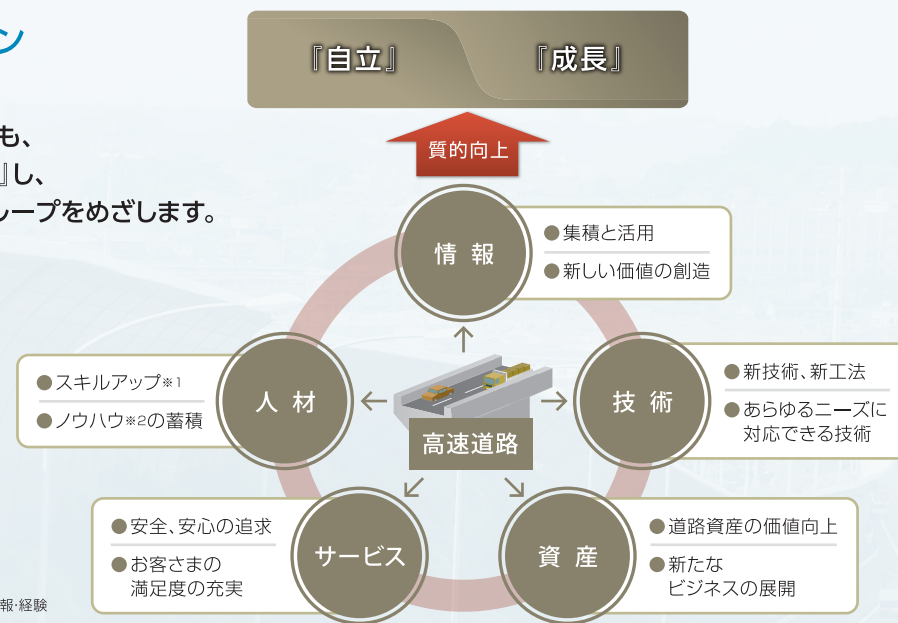 ン
『自立』
『成長』
も、
』し、
ループをめざします。
質的向上
情 報
●集積と活用
●新しい価値の創造
●スキルアップ※1
●ノウハウ※2の蓄積
人 材
高速道路
技 術
●新技術、新工法
●あらゆるニーズに
対応できる技術
●安全、安心の追求
●お客さまの
満足度の充実
サービス
資 産
●道路資産の価値向上
●新たな
ビジネスの展開
報・経験